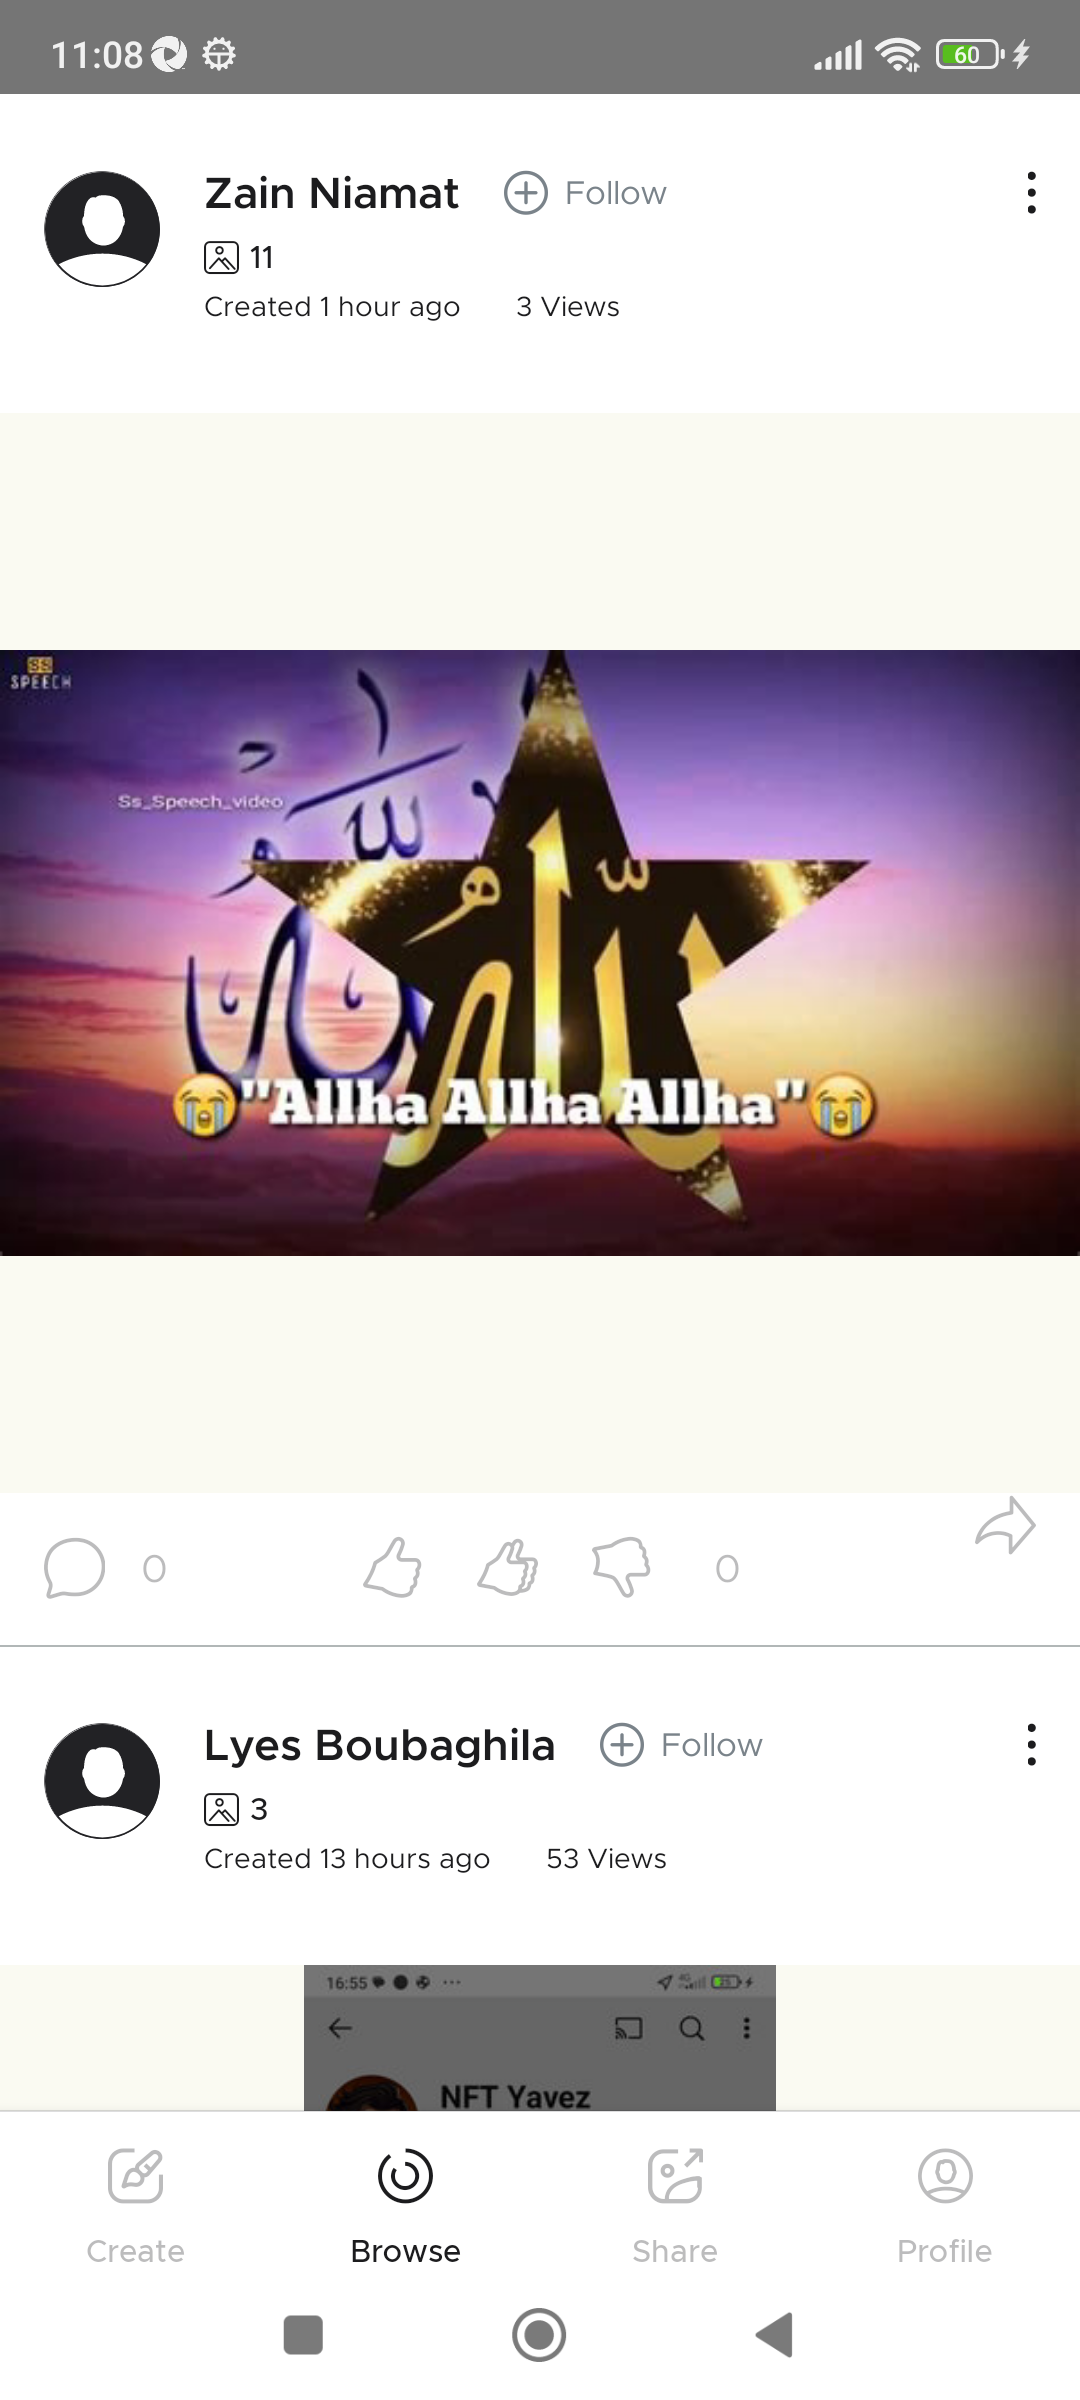 11:08
60
Zain Niamat
Follow
11
Created 1 hour ago 3 Views
SS
SPEECH
Ss_Speech_video
الله
😭"Allha Allha Allha"😭
0
0
Lyes Boubaghila
Follow
3
Created 13 hours ago 53 Views
16:55
NFT Yavez
Create
Browse
Share
Profile